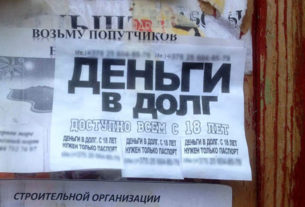 ВОЗЬМУ ПОПУТЧИКОВ
ДЕНЬГИ
В ДОЛГ
ДОСТУПНО ВСЕМ С 18 ЛЕТ
ДЕНЬГИ В ДОЛГ. С 18 ЛЕТ
НУЖЕН ТОЛЬКО ПАСПОРТ
ДЕНЬГИ В ДОЛГ. С 18 ЛЕТ
НУЖЕН ТОЛЬКО ПАСПОРТ
ДЕНЬГИ В ДОЛГ. С 18 ЛЕТ
НУЖЕН ТОЛЬКО ПАСПОРТ
СТРОИТЕЛЬНОЙ ОРГАНИЗАЦИИ